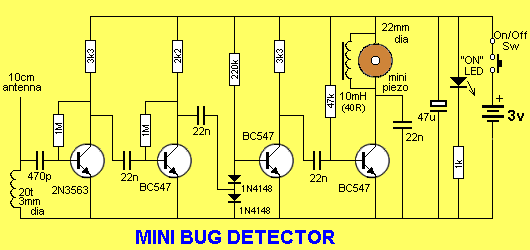 22mm
dia
On/Off
Sw
3k3
2k2
220k
3k3
"ON"
LED
10cm
antenna
mini
piezo
10mH
(40R)
47k
+
3v
1M
1M
22n
47u
22n
BC547
470p
22n
22n
1N4148
1k
2N3563
BC547
BC547
20t
3mm
dia
1N4148
MINI BUG DETECTOR